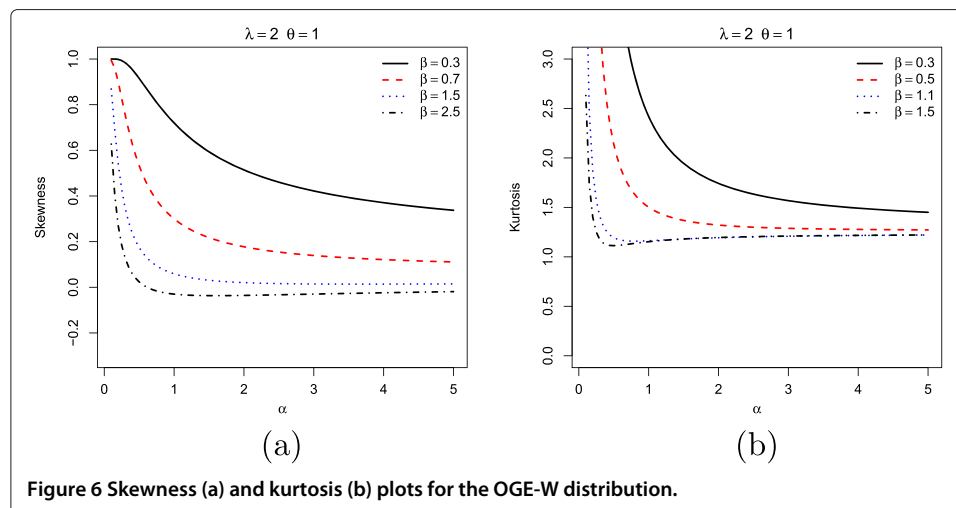 λ = 2 θ = 1
Skewness
1.0
0.8
0.6
0.4
0.2
0.0
−0.2
β = 0.3
β = 0.7
β = 1.5
β = 2.5
0 1 2 3 4 5
α
(a)
λ = 2 θ = 1
Kurtosis
3.0
2.5
2.0
1.5
1.0
0.5
0.0
β = 0.3
β = 0.5
β = 1.1
β = 1.5
0 1 2 3 4 5
α
(b)
Figure 6 Skewness (a) and kurtosis (b) plots for the OGE-W distribution.